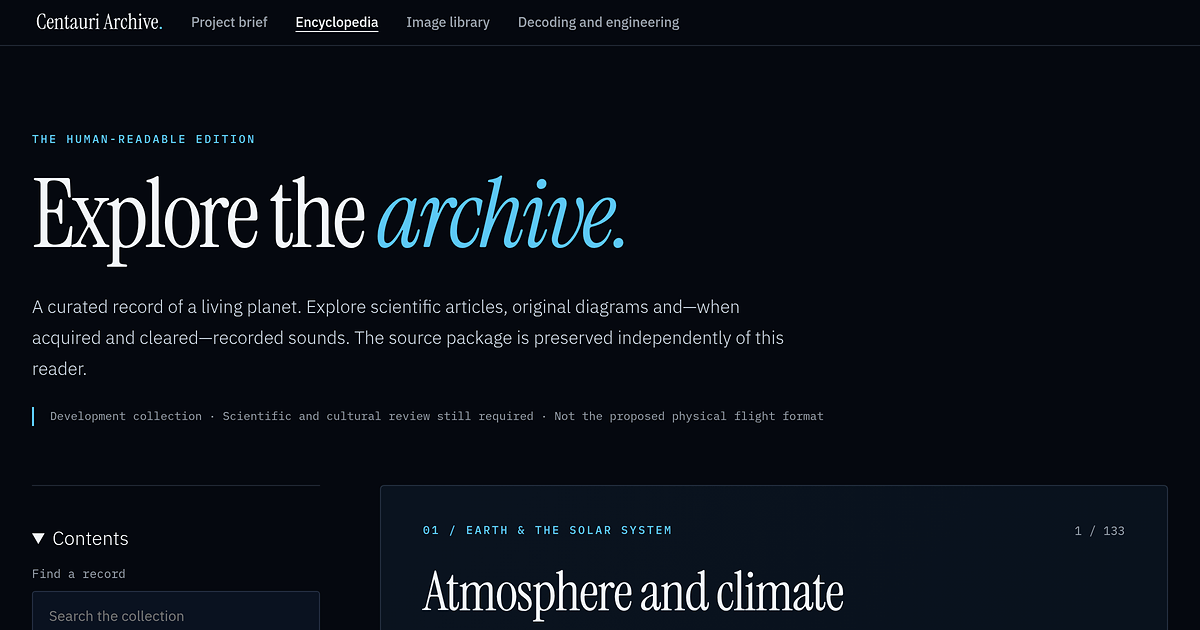 Centauri Archive. Project brief Encyclopedia Image library Decoding and engineering
THE HUMAN-READABLE EDITION
Explore the archive.
A curated record of a living planet. Explore scientific articles, original diagrams and—when
acquired and cleared—recorded sounds. The source package is preserved independently of this
reader.
Development collection · Scientific and cultural review still required · Not the proposed physical flight format
▼ Contents
Find a record
Search the collection
01 / EARTH & THE SOLAR SYSTEM
1 / 133
Atmosphere and climate